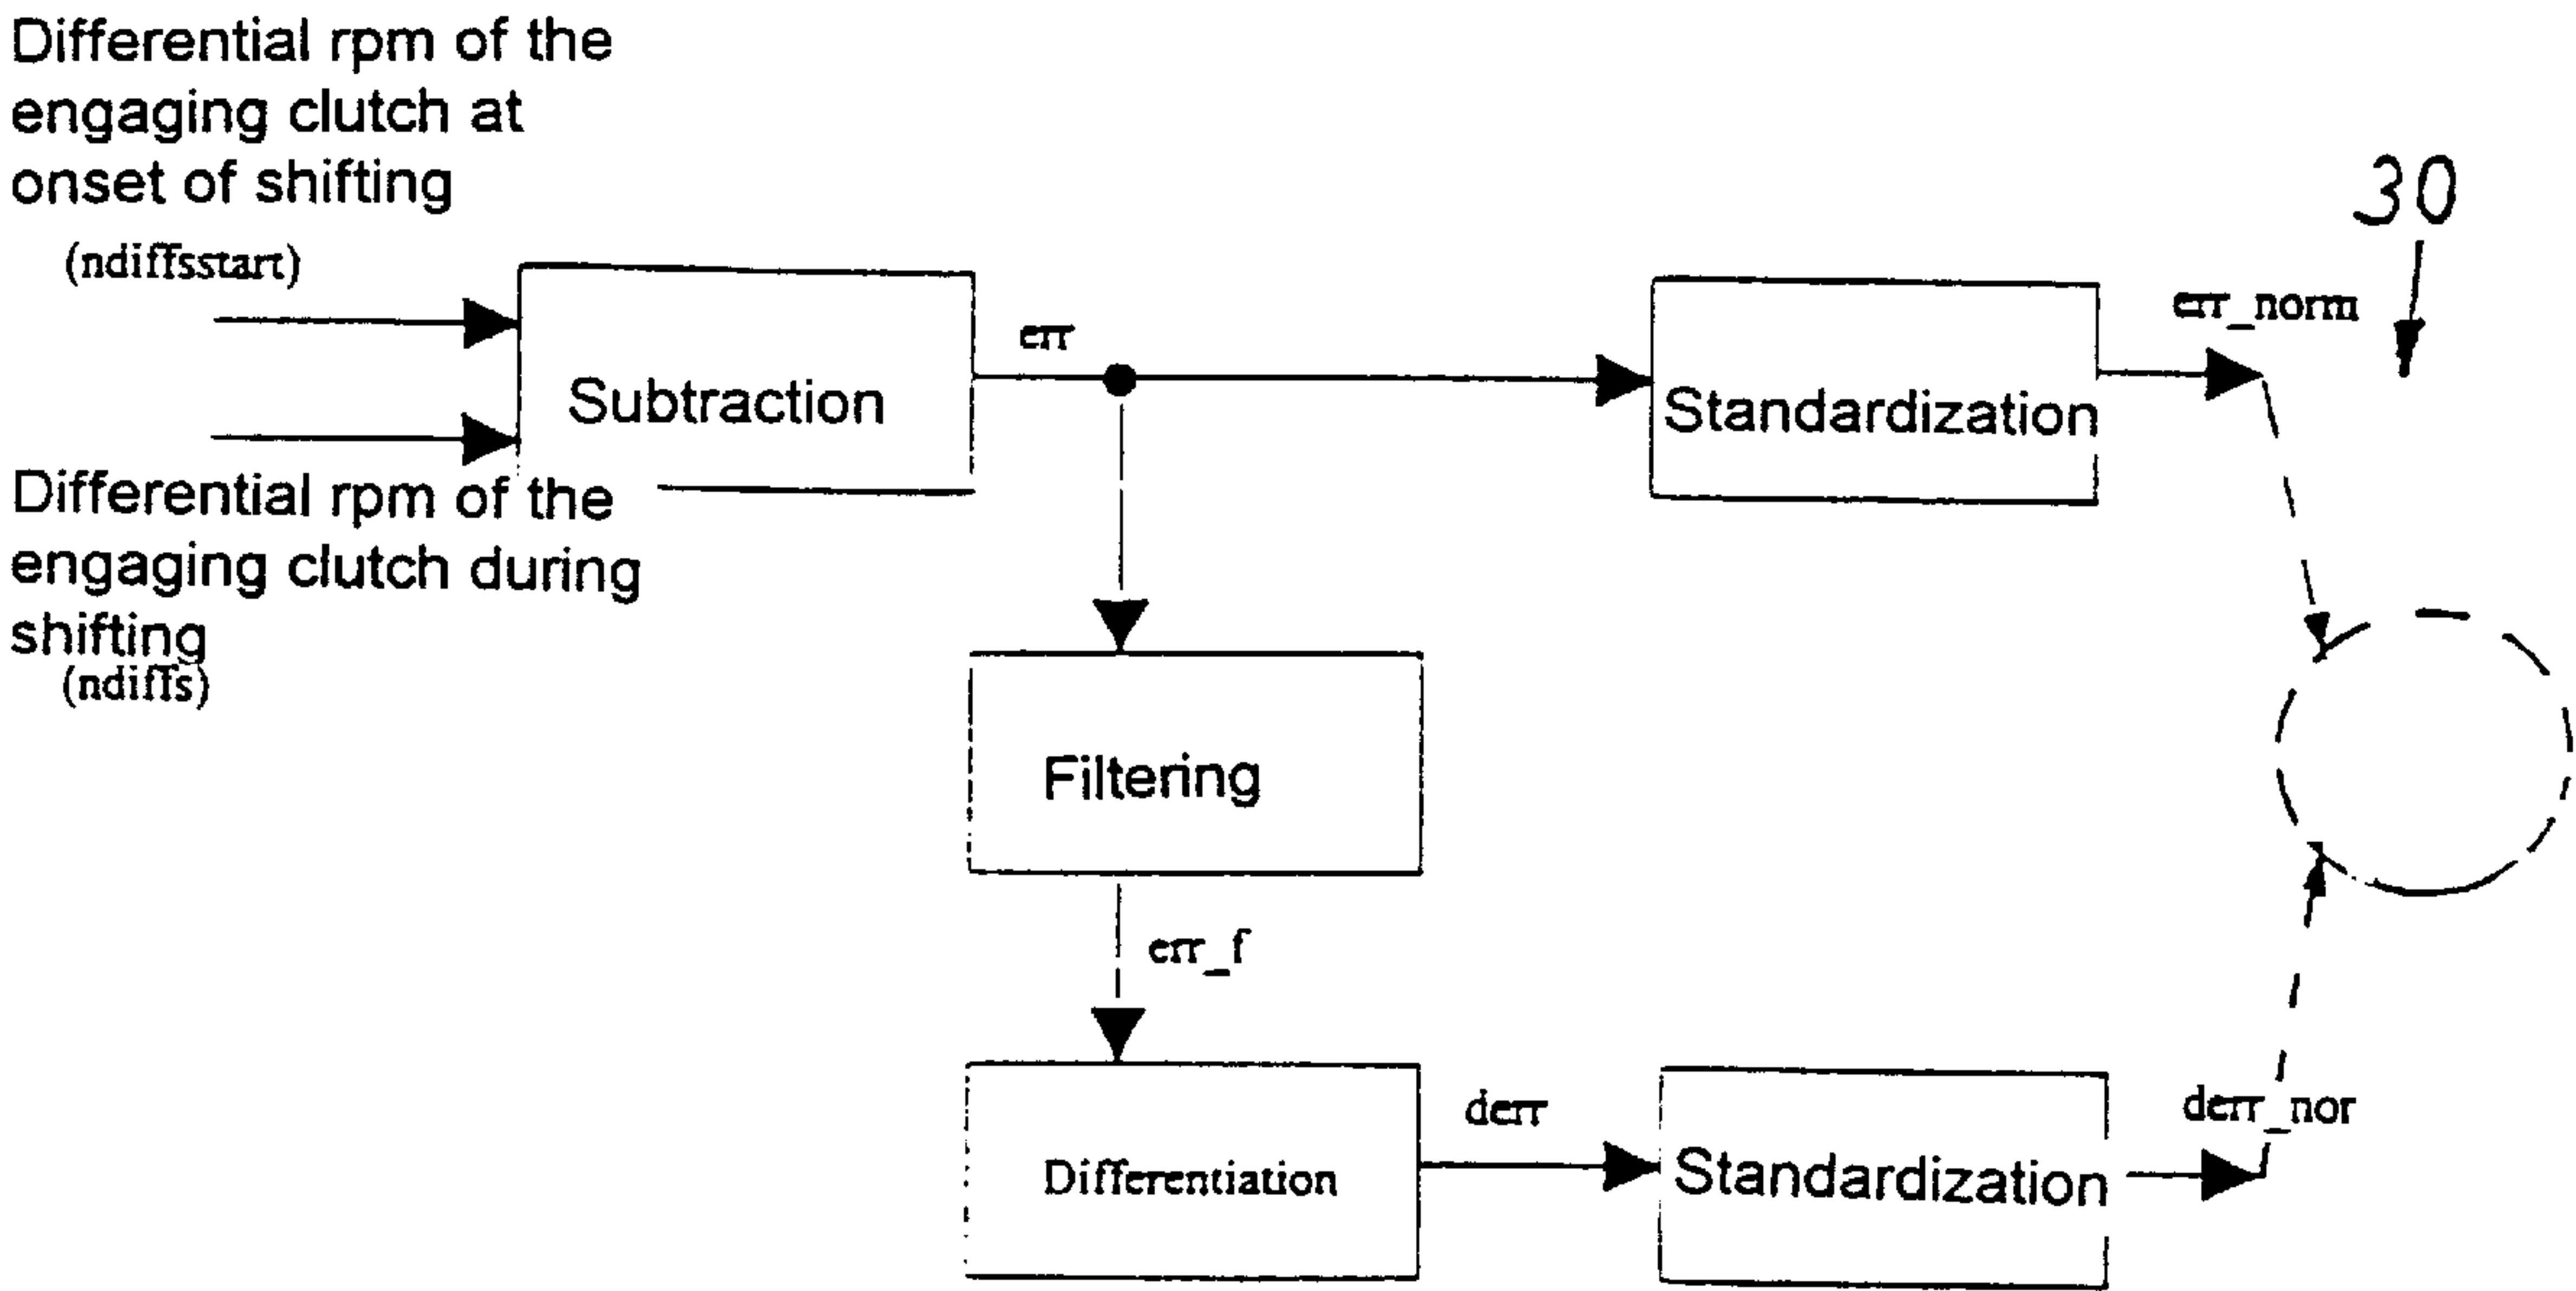 Differential rpm of the
engaging clutch at
onset of shifting
(ndiffsstart)
30
err_norm
err
Subtraction
Standardization
Differential rpm of the
engaging clutch during
shifting
(ndiffs)
Filtering
err_f
derr
derr_nor
Differentiation
Standardization